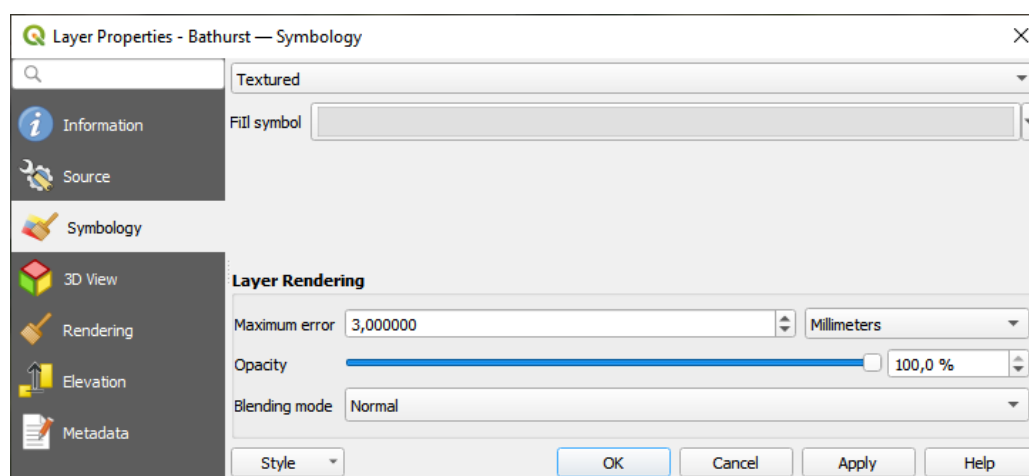 Layer Properties - Bathurst — Symbology
Textured
Information
Fill symbol
Source
Symbology
3D View
Layer Rendering
Rendering
Maximum error 3,000000 Millimeters
Opacity 100,0 %
Elevation
Blending mode Normal
Metadata
Style OK Cancel Apply Help